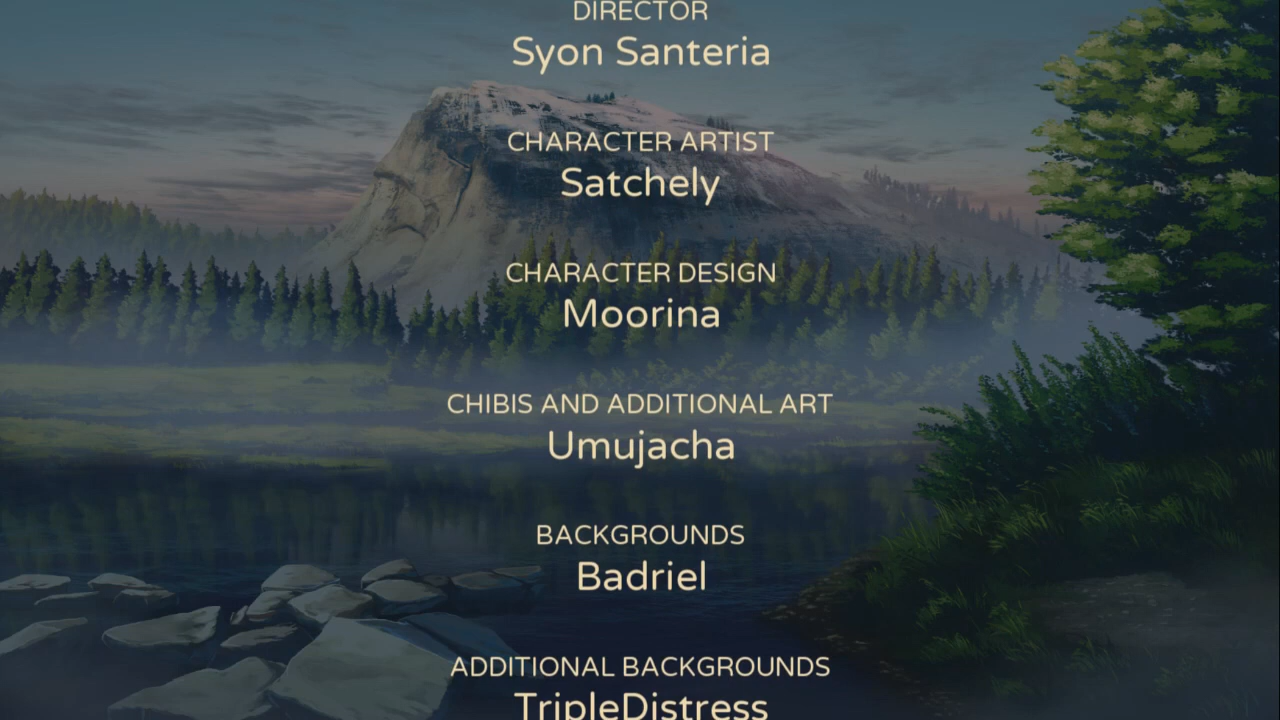 DIRECTOR
Syon Santeria
CHARACTER ARTIST
Satchely
CHARACTER DESIGN
Moorina
CHIBIS AND ADDITIONAL ART
Umujacha
BACKGROUNDS
Badriel
ADDITIONAL BACKGROUNDS
TripleDistress